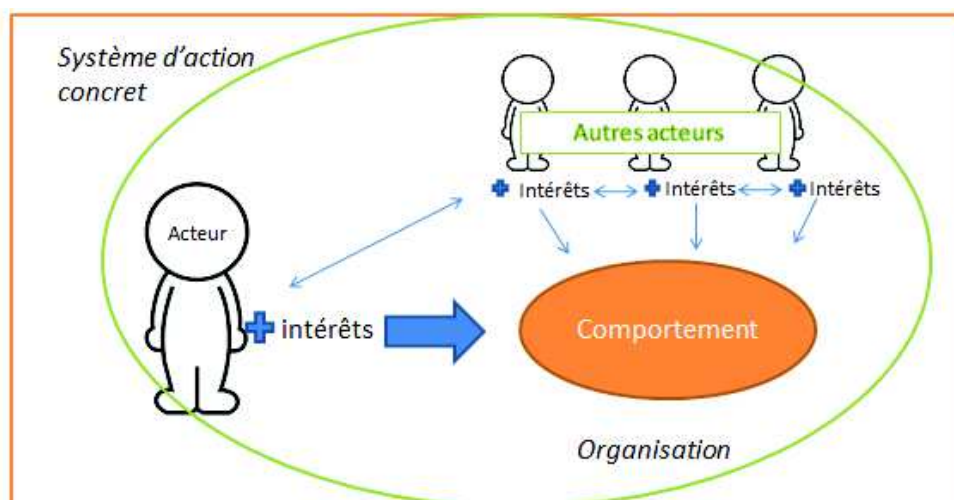 Système d'action
concret
Autres acteurs
Intérêts
Intérêts
Intérêts
Acteur
intérêts
Comportement
Organisation